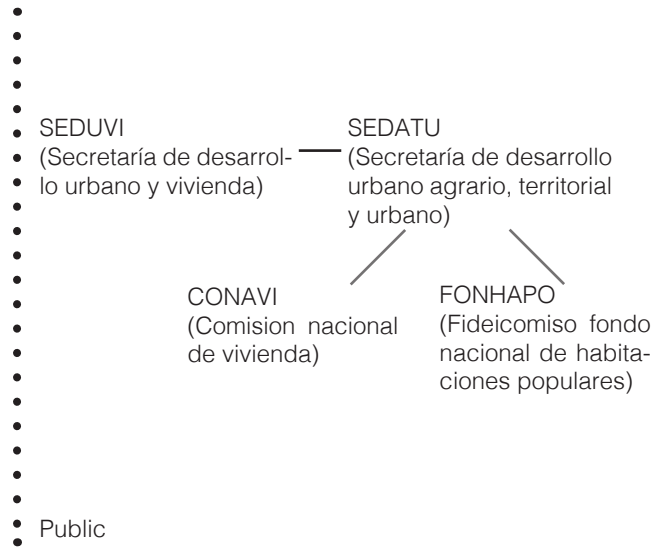 SEDUVI
(Secretaría de desarrol-
lo urbano y vivienda)
SEDATU
(Secretaría de desarrollo
urbano agrario, territorial
y urbano)
CONAVI
(Comision nacional
de vivienda)
FONHAPO
(Fideicomiso fondo
nacional de habita-
ciones populares)
Public